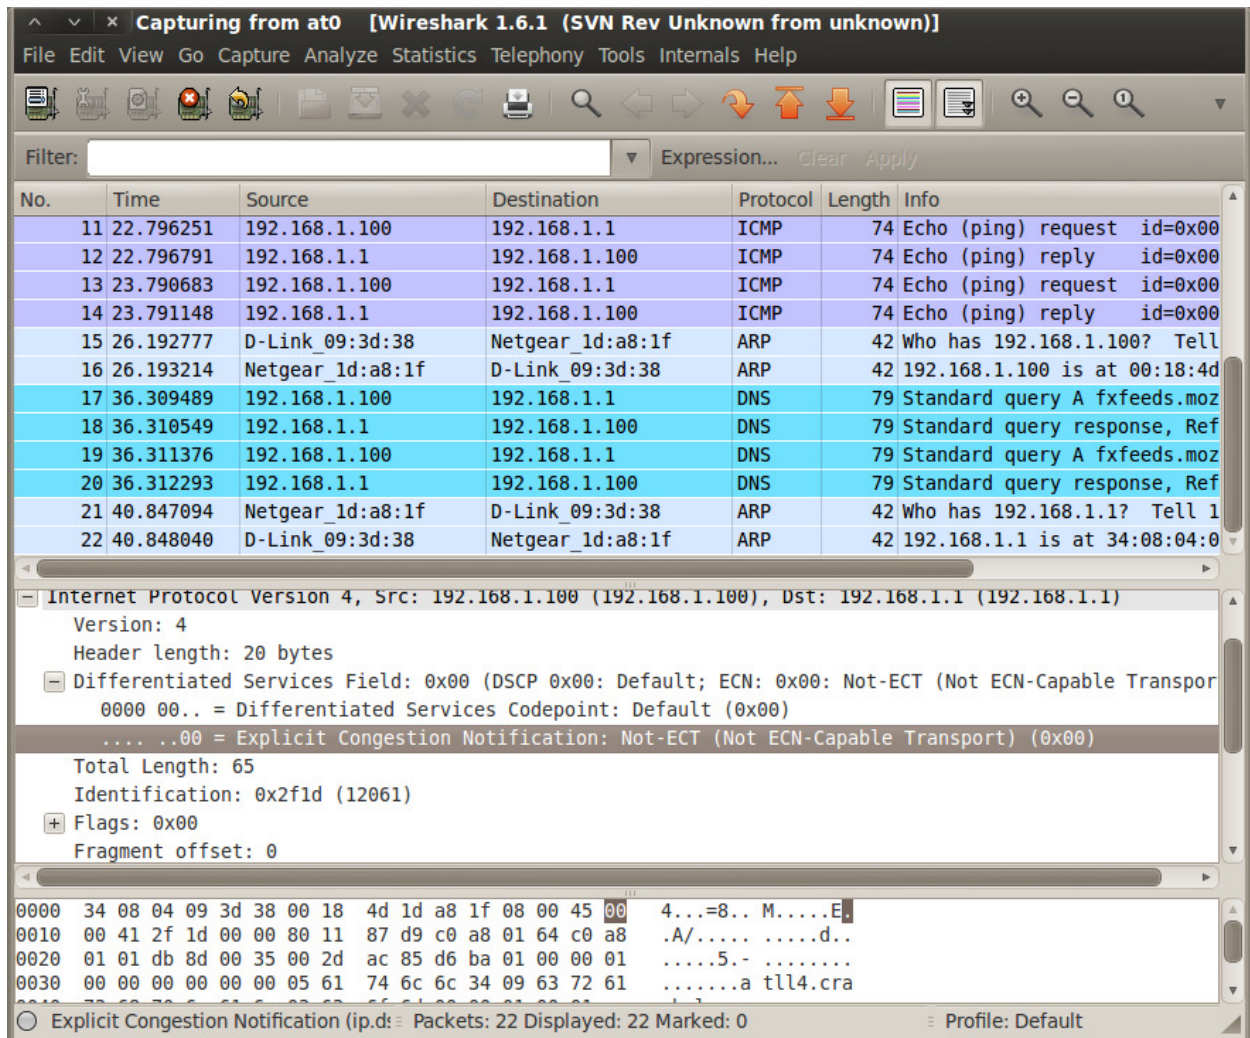 Capturing from at0 [Wireshark 1.6.1 (SVN Rev Unknown from unknown)]
File Edit View Go Capture Analyze Statistics Telephony Tools Internals Help
Filter: Expression... Clear Apply
No. Time Source Destination Protocol Length Info
11 22.796251 192.168.1.100 192.168.1.1 ICMP 74 Echo (ping) request id=0x00
12 22.796791 192.168.1.1 192.168.1.100 ICMP 74 Echo (ping) reply id=0x00
13 23.790683 192.168.1.100 192.168.1.1 ICMP 74 Echo (ping) request id=0x00
14 23.791148 192.168.1.1 192.168.1.100 ICMP 74 Echo (ping) reply id=0x00
15 26.192777 D-Link_09:3d:38 Netgear_1d:a8:1f ARP 42 Who has 192.168.1.100? Tell
16 26.193214 Netgear_1d:a8:1f D-Link_09:3d:38 ARP 42 192.168.1.100 is at 00:18:4d
17 36.309489 192.168.1.100 192.168.1.1 DNS 79 Standard query A fxfeeds.moz
18 36.310549 192.168.1.1 192.168.1.100 DNS 79 Standard query response, Ref
19 36.311376 192.168.1.100 192.168.1.1 DNS 79 Standard query A fxfeeds.moz
20 36.312293 192.168.1.1 192.168.1.100 DNS 79 Standard query response, Ref
21 40.847094 Netgear_1d:a8:1f D-Link_09:3d:38 ARP 42 Who has 192.168.1.1? Tell 1
22 40.848040 D-Link_09:3d:38 Netgear_1d:a8:1f ARP 42 192.168.1.1 is at 34:08:04:0
Internet Protocol Version 4, Src: 192.168.1.100 (192.168.1.100), Dst: 192.168.1.1 (192.168.1.1)
Version: 4
Header length: 20 bytes
Differentiated Services Field: 0x00 (DSCP 0x00: Default; ECN: 0x00: Not-ECT (Not ECN-Capable Transpor
0000 00.. = Differentiated Services Codepoint: Default (0x00)
.... ..00 = Explicit Congestion Notification: Not-ECT (Not ECN-Capable Transport) (0x00)
Total Length: 65
Identification: 0x2f1d (12061)
Flags: 0x00
Fragment offset: 0
0000 34 08 04 09 3d 38 00 18 4d 1d a8 1f 08 00 45 00 4...=8.. M.....E.
0010 00 41 2f 1d 00 00 80 11 87 d9 c0 a8 01 64 c0 a8 .A/..... .....d..
0020 01 01 db 8d 00 35 00 2d ac 85 d6 ba 01 00 00 01 .....5.- ........
0030 00 00 00 00 00 00 05 61 74 6c 6c 34 09 63 72 61 .......a tll4.cra
Explicit Congestion Notification (ip.ds Packets: 22 Displayed: 22 Marked: 0 Profile: Default